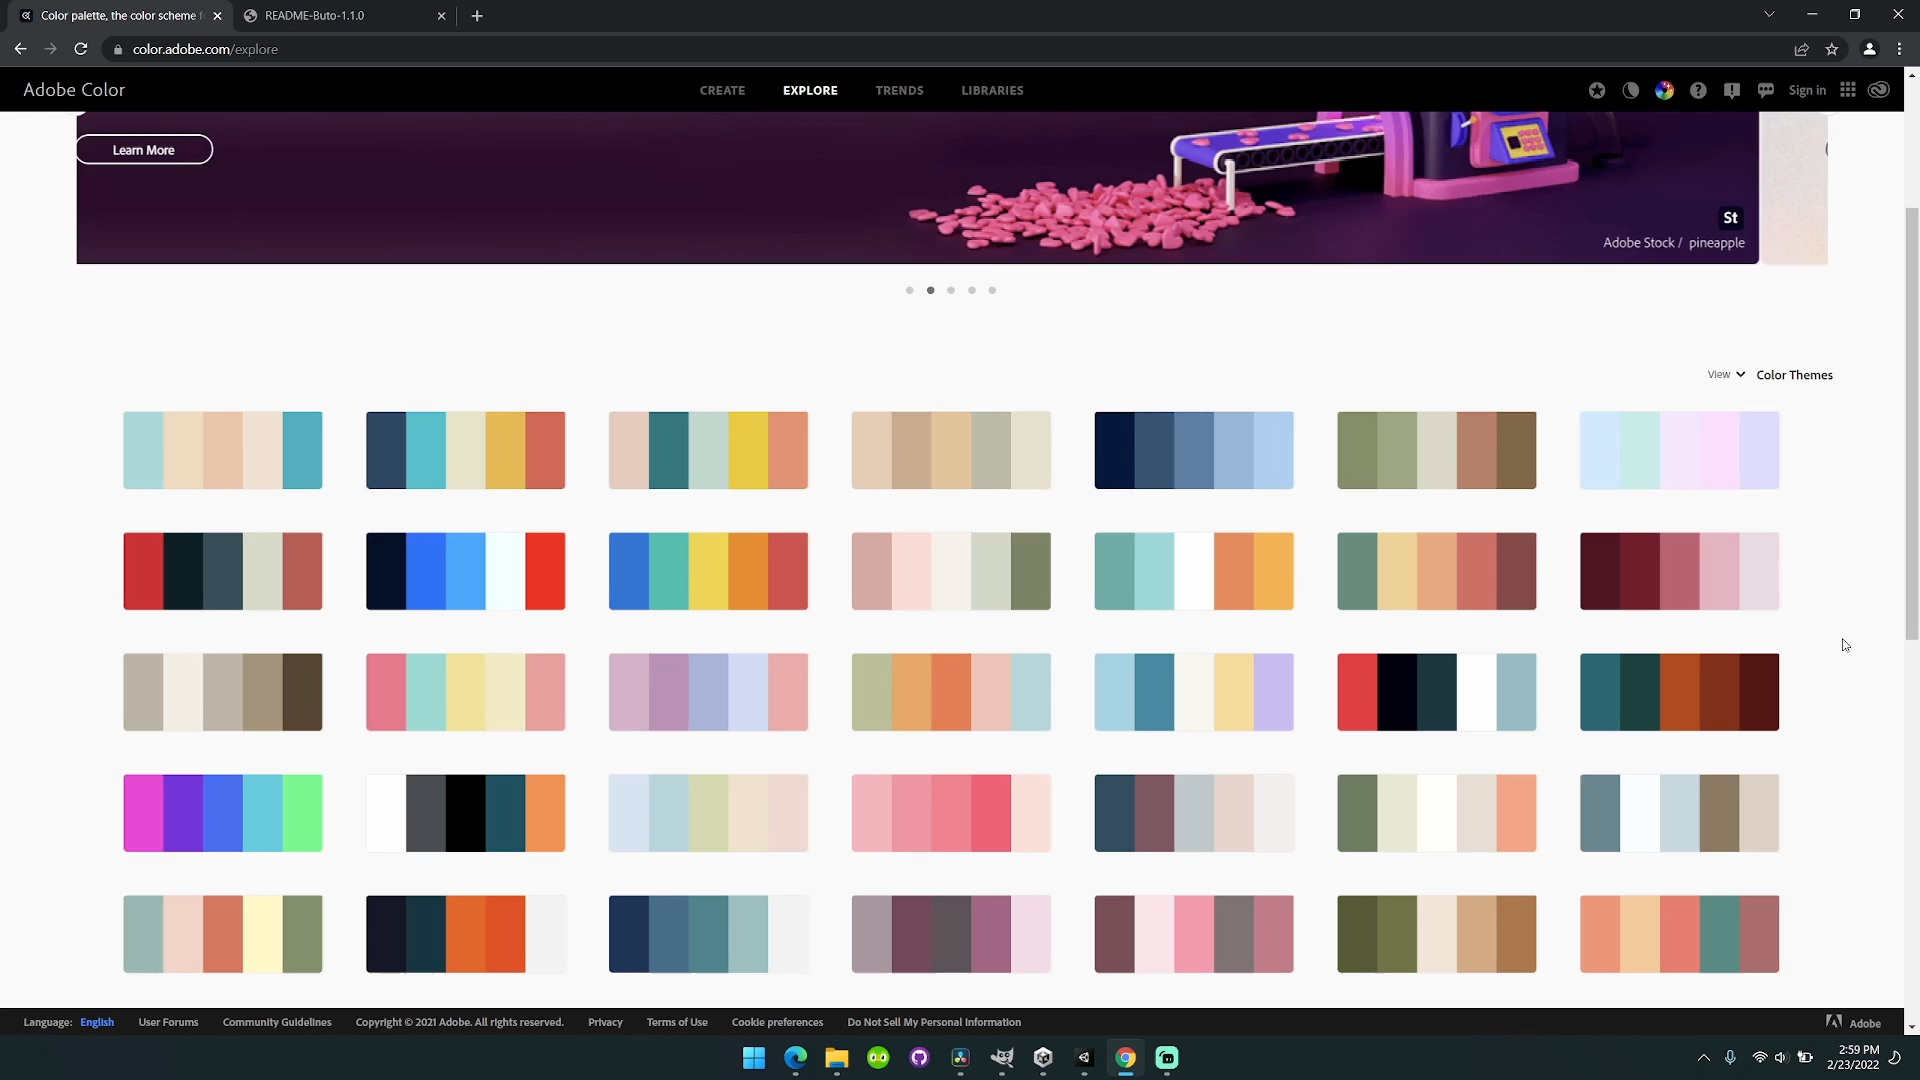 Color palette, the color scheme
README-Buto-1.1.0
color.adobe.com/explore
Adobe Color
CREATE
EXPLORE
TRENDS
LIBRARIES
Sign in
Learn More
St
Adobe Stock / pineapple
View
Color Themes
Language: English
User Forums
Community Guidelines
Copyright © 2021 Adobe. All rights reserved.
Privacy
Terms of Use
Cookie preferences
Do Not Sell My Personal Information
Adobe
2:59 PM
2/23/2022